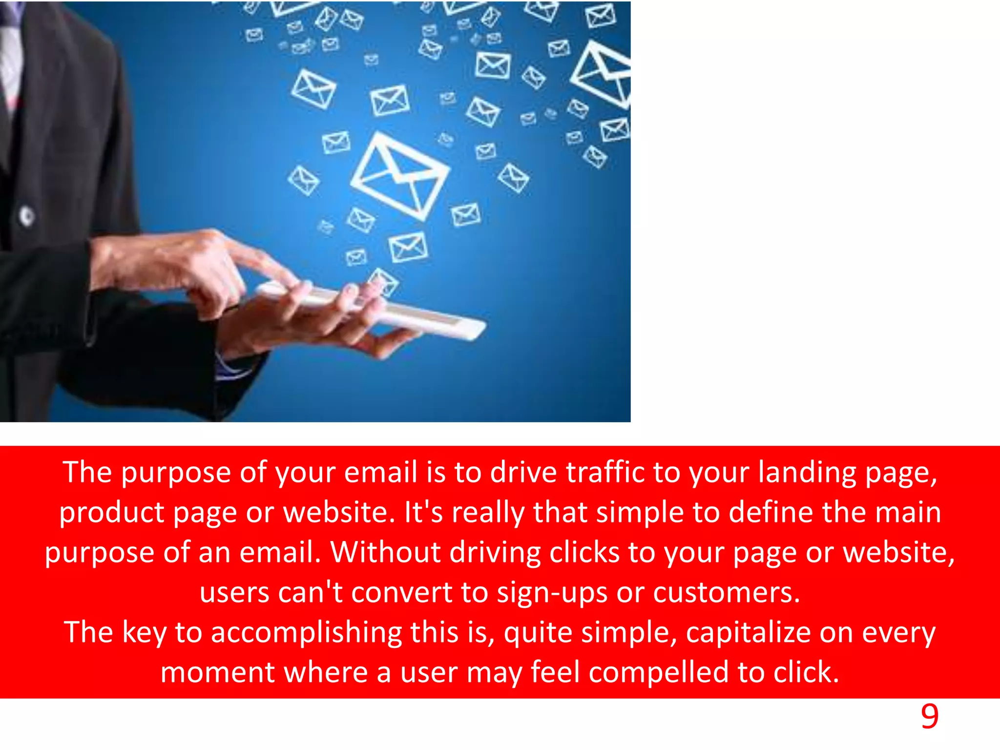 The purpose of your email is to drive traffic to your landing page,
product page or website. It's really that simple to define the main
purpose of an email. Without driving clicks to your page or website,
users can't convert to sign-ups or customers.
The key to accomplishing this is, quite simple, capitalize on every
moment where a user may feel compelled to click.
9